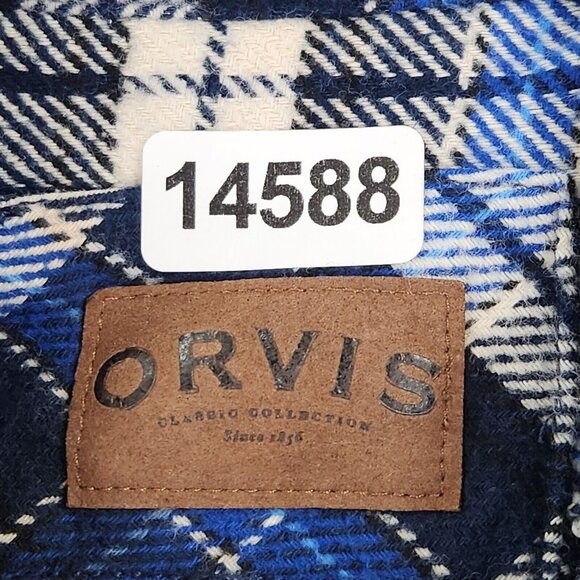 14588
ORVIS
CLASSIC COLLECTION
Since 1856